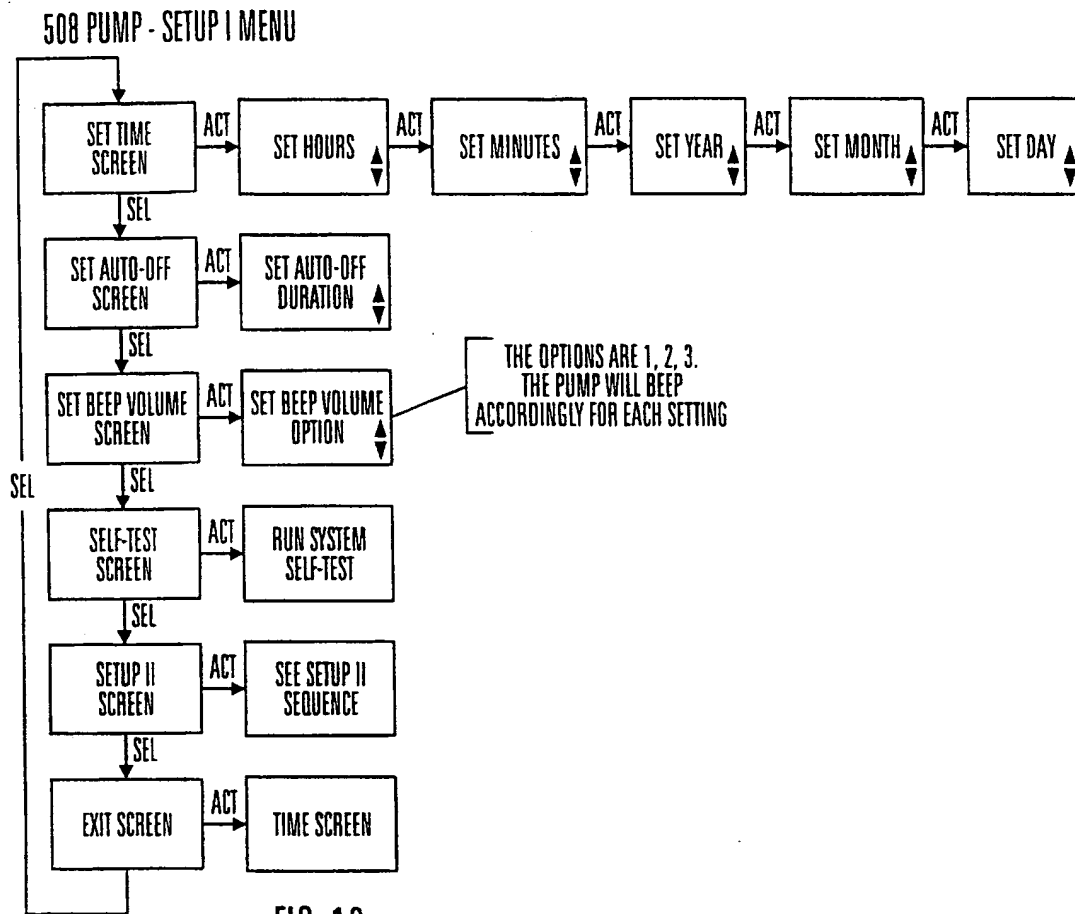 508 PUMP - SETUP I MENU
SET TIME
SCREEN
ACT
SET HOURS
ACT
SET MINUTES
ACT
SET YEAR
ACT
SET MONTH
ACT
SET DAY
SEL
SET AUTO-OFF
SCREEN
ACT
SET AUTO-OFF
DURATION
SEL
SET BEEP VOLUME
SCREEN
ACT
SET BEEP VOLUME
OPTION
THE OPTIONS ARE 1, 2, 3.
THE PUMP WILL BEEP
ACCORDINGLY FOR EACH SETTING
SEL
SEL
SELF-TEST
SCREEN
ACT
RUN SYSTEM
SELF-TEST
SEL
SETUP II
SCREEN
ACT
SEE SETUP II
SEQUENCE
SEL
EXIT SCREEN
ACT
TIME SCREEN